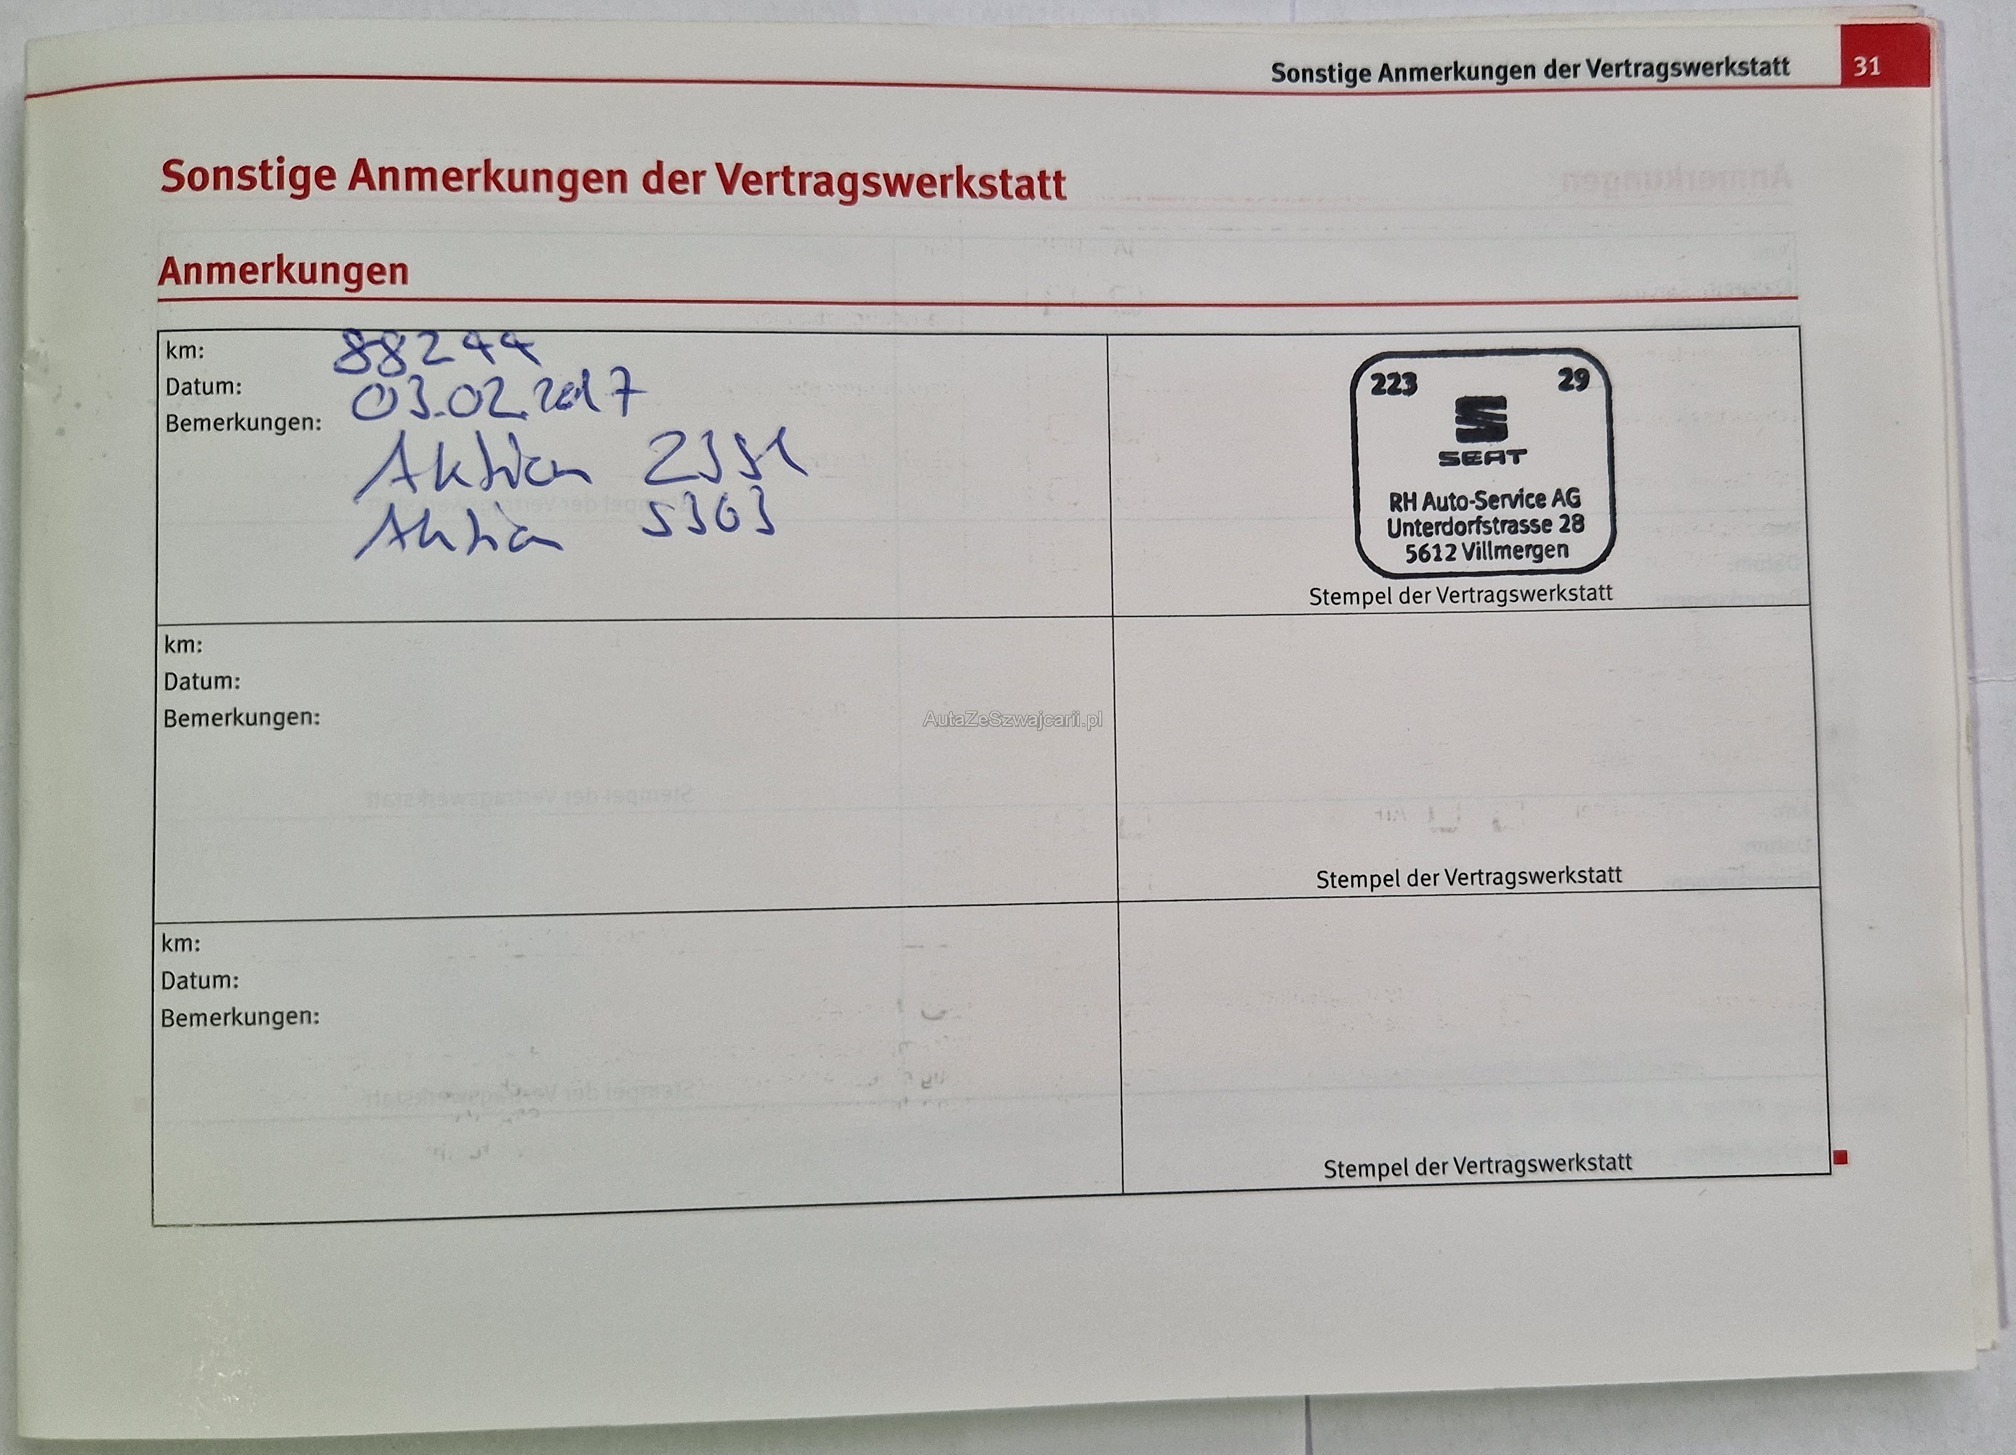 Sonstige Anmerkungen der Vertragswerkstatt 31
Sonstige Anmerkungen der Vertragswerkstatt
Anmerkungen
km: 88244
Datum: 03.02.2017
Bemerkungen:
Aktion
Aktion 5303
223 29
SEAT
RH Auto-Service AG
Unterdorfstrasse 28
5612 Villmergen
Stempel der Vertragswerkstatt
km:
Datum:
Bemerkungen:
AutaZeSzwajcarii.pl
Stempel der Vertragswerkstatt
km:
Datum:
Bemerkungen:
Stempel der Vertragswerkstatt